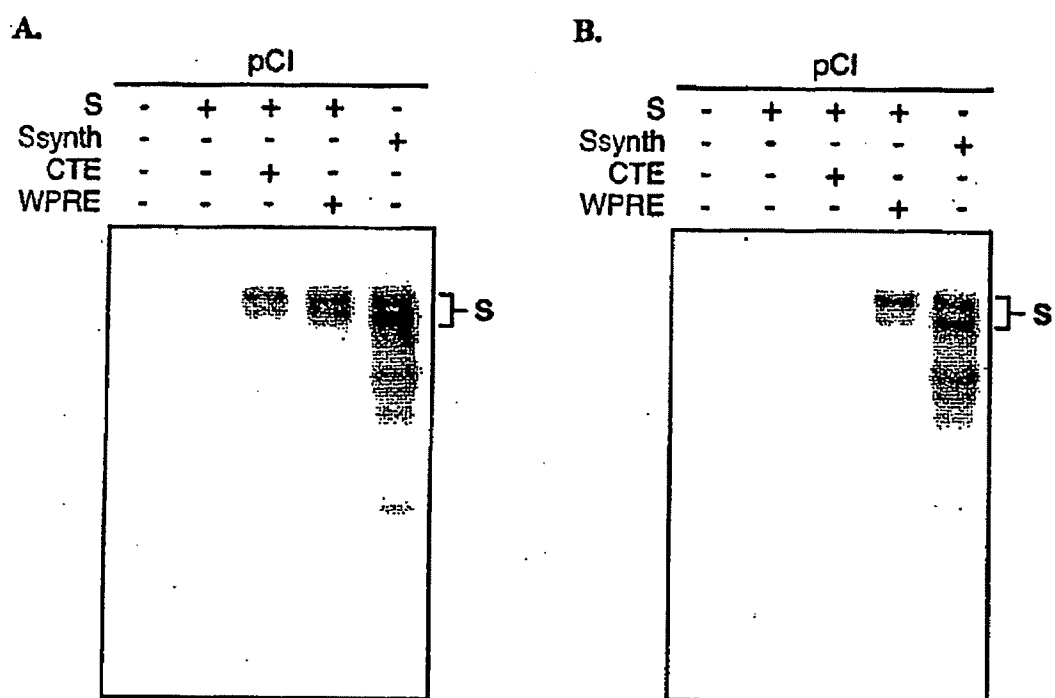 A.
pCI
S - + + + -
Ssynth - - - - +
CTE - - + - -
WPRE - - - + -
S
B.
pCI
S - + + + -
Ssynth - - - - +
CTE - - + - -
WPRE - - - + -
S